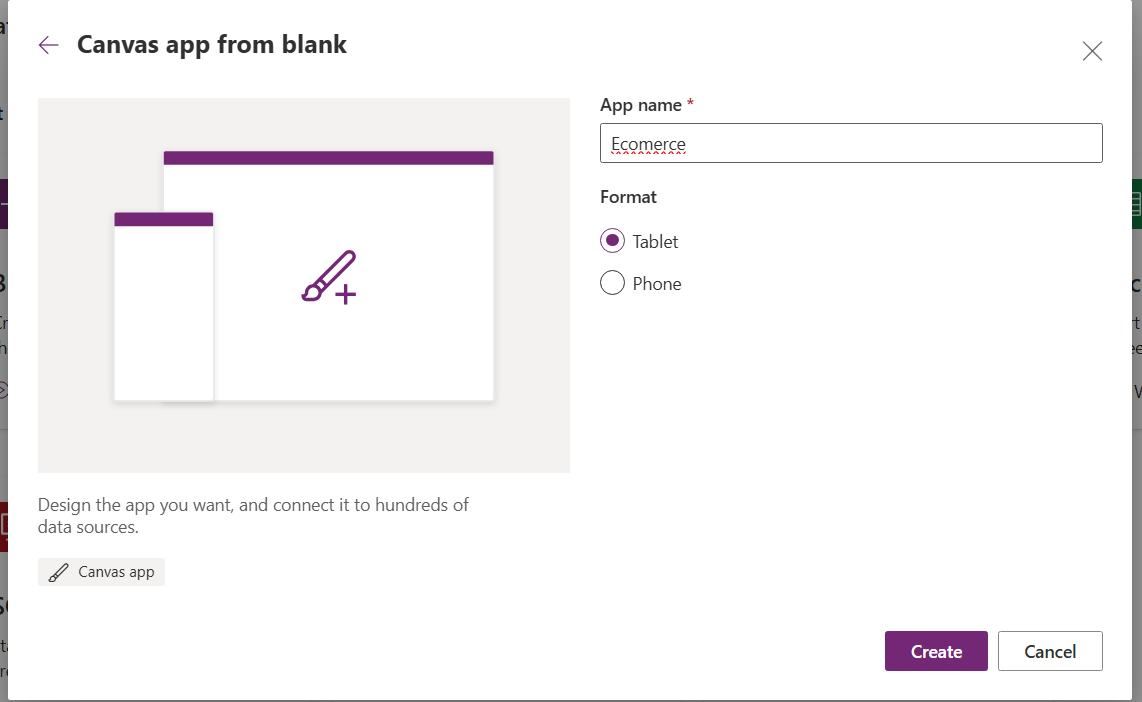 Canvas app from blank
App name *
Ecomerce
Format
Tablet
Phone
Design the app you want, and connect it to hundreds of
data sources.
Canvas app
Create
Cancel